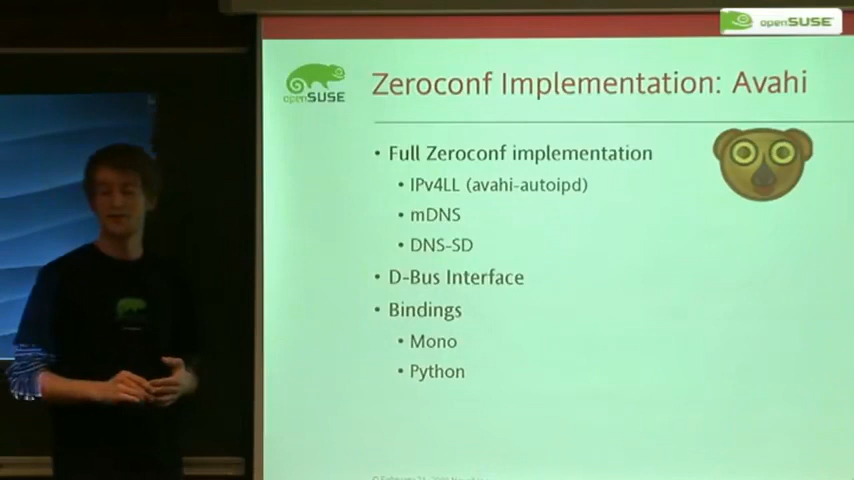 openSUSE
openSUSE
Zeroconf Implementation: Avahi
• Full Zeroconf implementation
• IPv4LL (avahi-autoipd)
• mDNS
• DNS-SD
• D-Bus Interface
• Bindings
• Mono
• Python